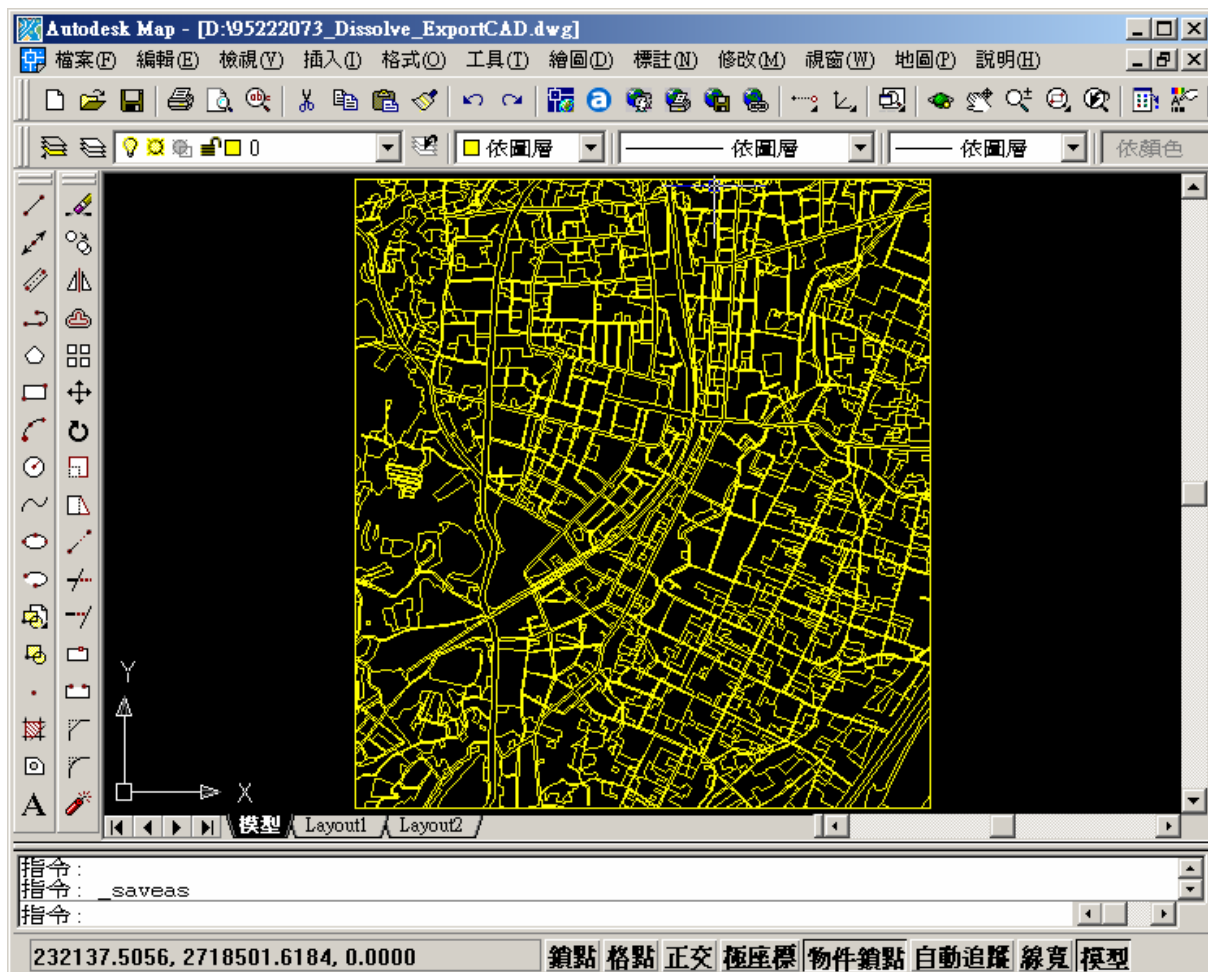 Autodesk Map - [D:\95222073_Dissolve_ExportCAD.dwg]
檔案(F) 編輯(E) 檢視(V) 插入(I) 格式(O) 工具(T) 繪圖(D) 標註(N) 修改(M) 視窗(W) 地圖(P) 說明(H)
0 依圖層 依圖層 依圖層 依顏色
A
Y
X
模型 Layout1 Layout2
指令:
指令: _saveas
指令:
232137.5056, 2718501.6184, 0.0000 鎖點 格點 正交 極座標 物件鎖點 自動追蹤 線寬 模型